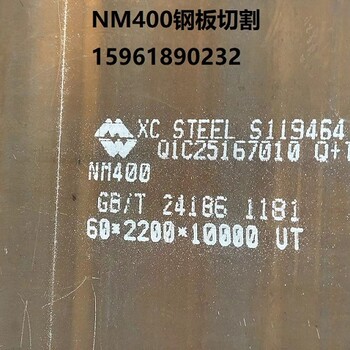 NM400钢板切割
15961890232
XC STEEL S119464
Q1C25167010 Q+T
NM400
GB/T 24186 1181
60*2200*10000 UT